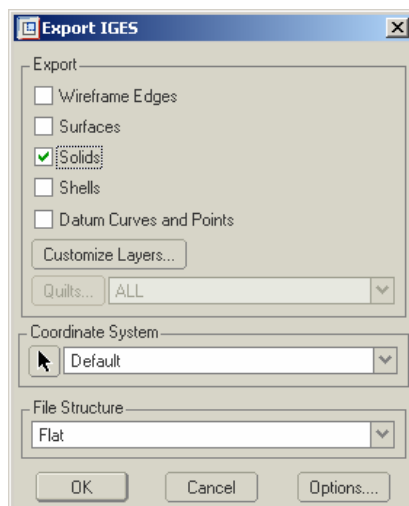 Export IGES
Export
Wireframe Edges
Surfaces
Solids
Shells
Datum Curves and Points
Customize Layers...
Quilts... ALL
Coordinate System
Default
File Structure
Flat
OK Cancel Options....